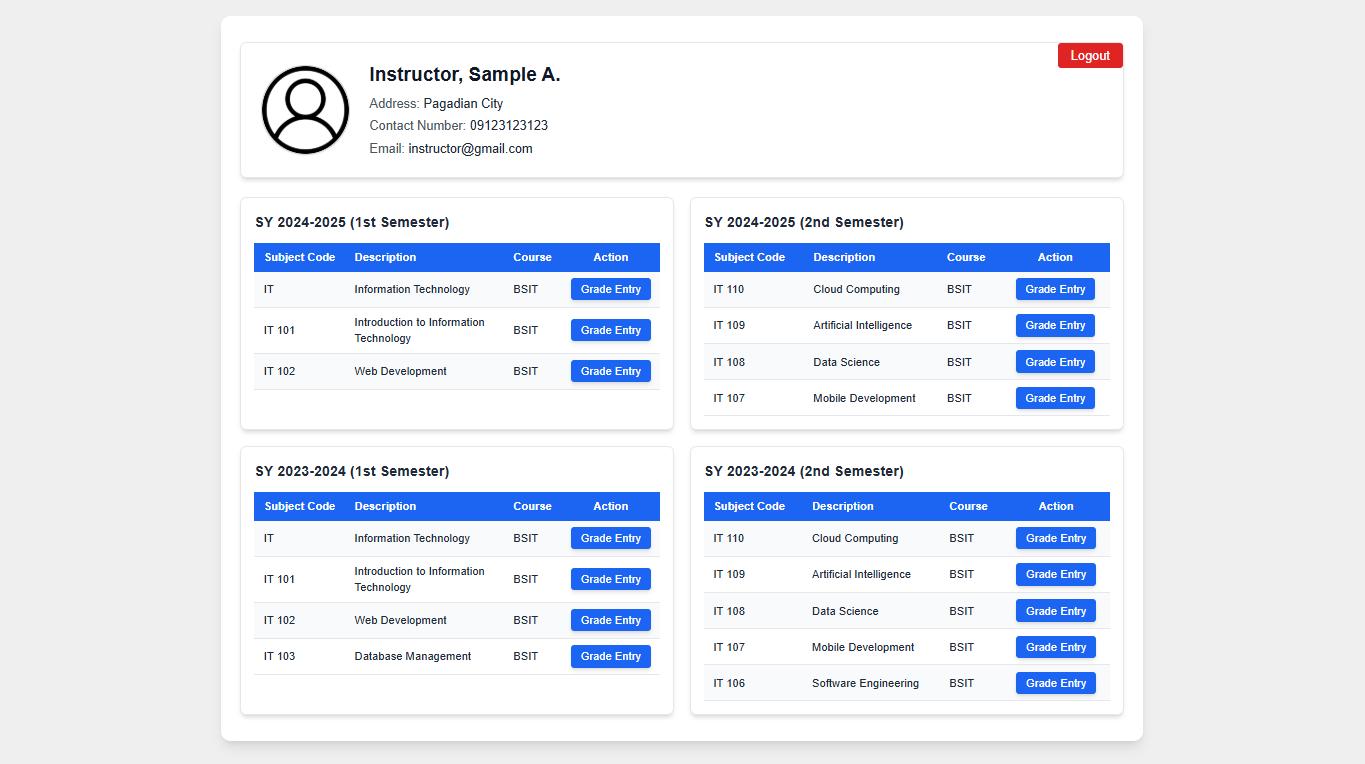 Logout
Instructor, Sample A.
Address: Pagadian City
Contact Number: 09123123123
Email: instructor@gmail.com
SY 2024-2025 (1st Semester)
Subject Code Description Course Action
IT Information Technology BSIT Grade Entry
IT 101 Introduction to Information Technology BSIT Grade Entry
IT 102 Web Development BSIT Grade Entry
SY 2024-2025 (2nd Semester)
Subject Code Description Course Action
IT 110 Cloud Computing BSIT Grade Entry
IT 109 Artificial Intelligence BSIT Grade Entry
IT 108 Data Science BSIT Grade Entry
IT 107 Mobile Development BSIT Grade Entry
SY 2023-2024 (1st Semester)
Subject Code Description Course Action
IT Information Technology BSIT Grade Entry
IT 101 Introduction to Information Technology BSIT Grade Entry
IT 102 Web Development BSIT Grade Entry
IT 103 Database Management BSIT Grade Entry
SY 2023-2024 (2nd Semester)
Subject Code Description Course Action
IT 110 Cloud Computing BSIT Grade Entry
IT 109 Artificial Intelligence BSIT Grade Entry
IT 108 Data Science BSIT Grade Entry
IT 107 Mobile Development BSIT Grade Entry
IT 106 Software Engineering BSIT Grade Entry